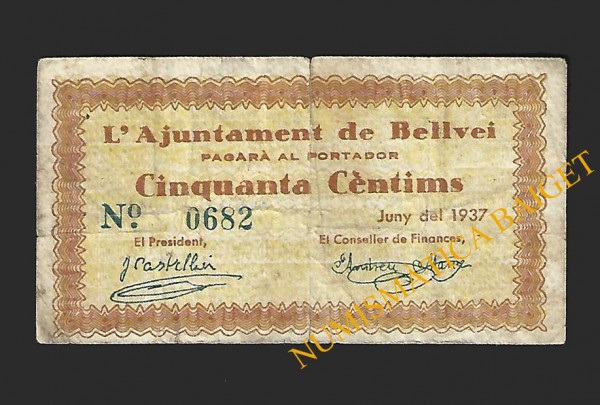 L'Ajuntament de Bellvei
PAGARÀ AL PORTADOR
Cinquanta Cèntims
Nº 0682
Juny del 1937
El President,
El Conseller de Finances,
NUMISMATICA BAIGET